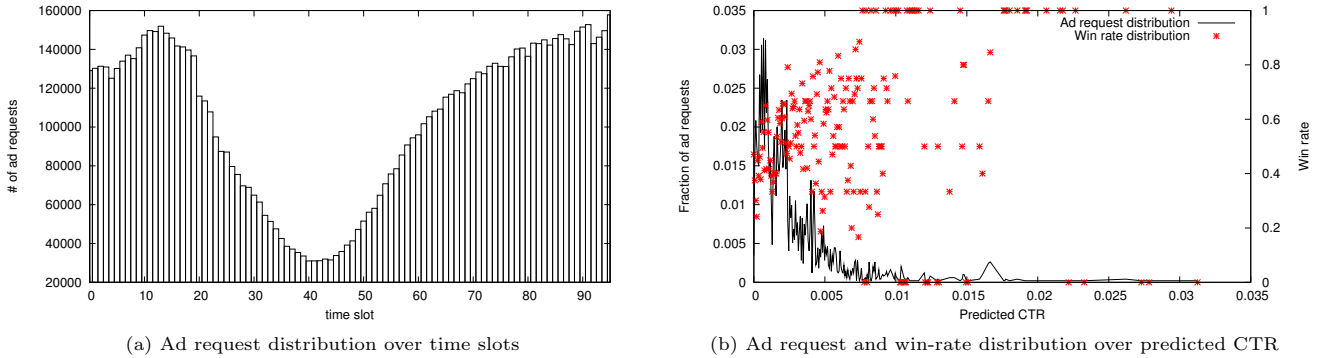 160000
140000
120000
100000
80000
60000
40000
20000
# of ad requests
0 10 20 30 40 50 60 70 80 90
time slot
(a) Ad request distribution over time slots
0.035
0.03
0.025
0.02
0.015
0.01
0.005
0
Fraction of ad requests
Ad request distribution
Win rate distribution
1
0.8
0.6
0.4
0.2
0
Win rate
0 0.005 0.01 0.015 0.02 0.025 0.03 0.035
Predicted CTR
(b) Ad request and win-rate distribution over predicted CTR